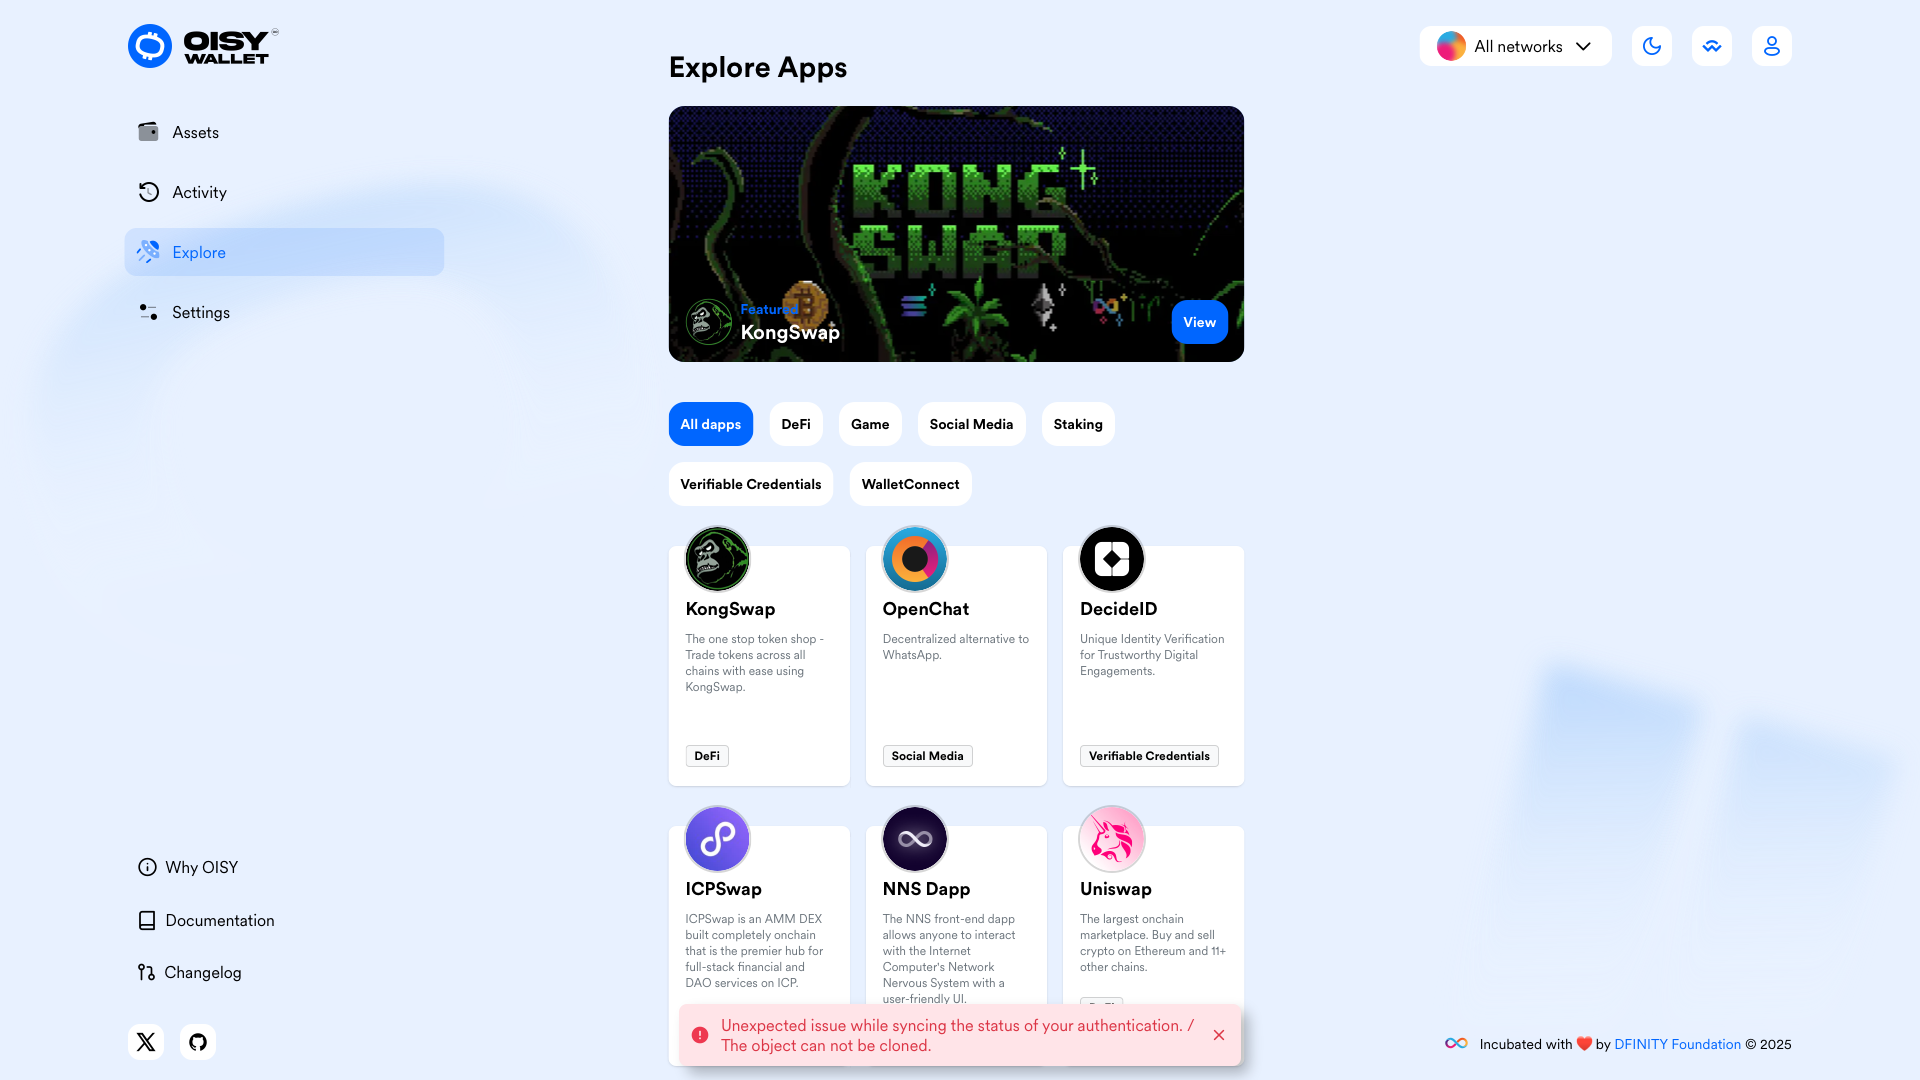 OISY
WALLET
Explore Apps
All networks
Assets
Activity
Explore
Settings
KONG
SWAP
Featured
KongSwap
View
All dapps
DeFi
Game
Social Media
Staking
Verifiable Credentials
WalletConnect
KongSwap
The one stop token shop -
Trade tokens across all
chains with ease using
KongSwap.
DeFi
OpenChat
Decentralized alternative to
WhatsApp.
Social Media
DecideID
Unique Identity Verification
for Trustworthy Digital
Engagements.
Verifiable Credentials
ICPSwap
ICPSwap is an AMM DEX
built completely onchain
that is the premier hub for
full-stack financial and
DAO services on ICP.
NNS Dapp
The NNS front-end dapp
allows anyone to interact
with the Internet
Computer's Network
Nervous System with a
user-friendly UI.
Uniswap
The largest onchain
marketplace. Buy and sell
crypto on Ethereum and 11+
other chains.
Why OISY
Documentation
Changelog
Unexpected issue while syncing the status of your authentication. /
The object can not be cloned.
Incubated with ❤️ by DFINITY Foundation © 2025